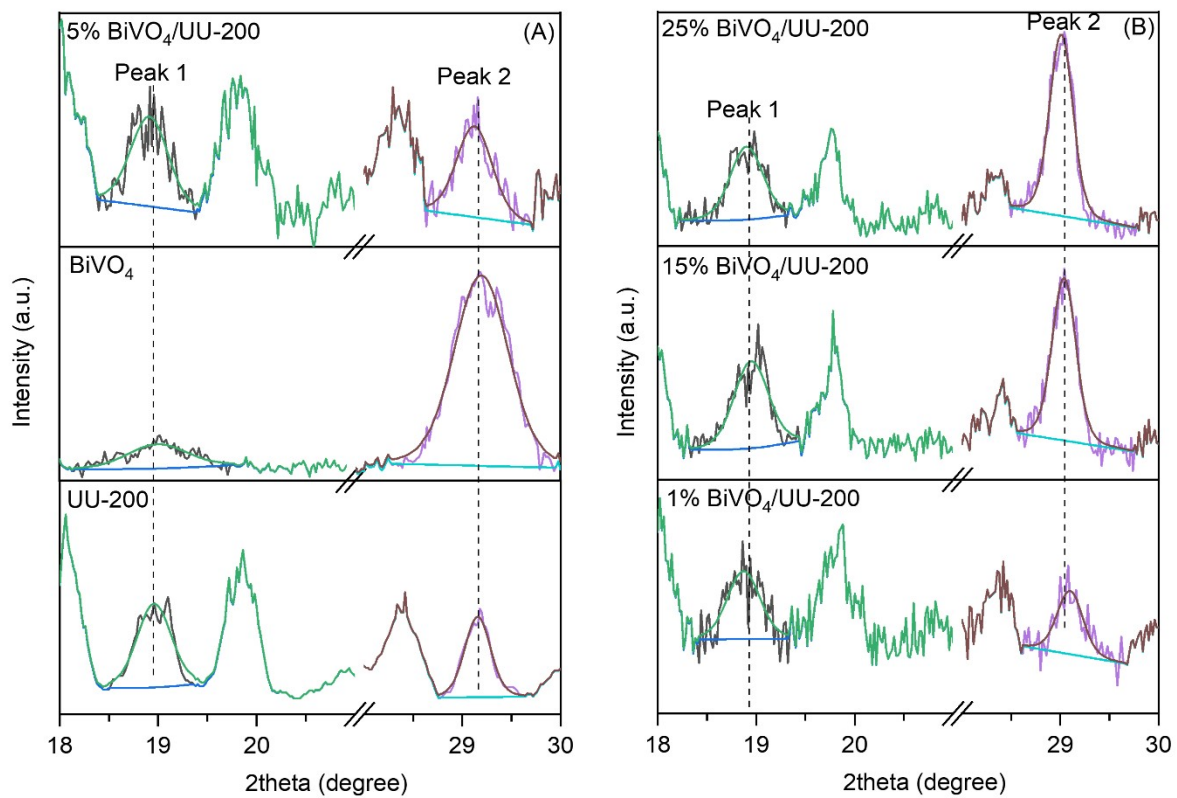 5% BiVO₄/UU-200
(A)
Peak 1
Peak 2
BiVO₄
UU-200
Intensity (a.u.)
18 19 20 29 30
2theta (degree)
25% BiVO₄/UU-200
Peak 2
(B)
Peak 1
15% BiVO₄/UU-200
1% BiVO₄/UU-200
Intensity (a.u.)
18 19 20 29 30
2theta (degree)